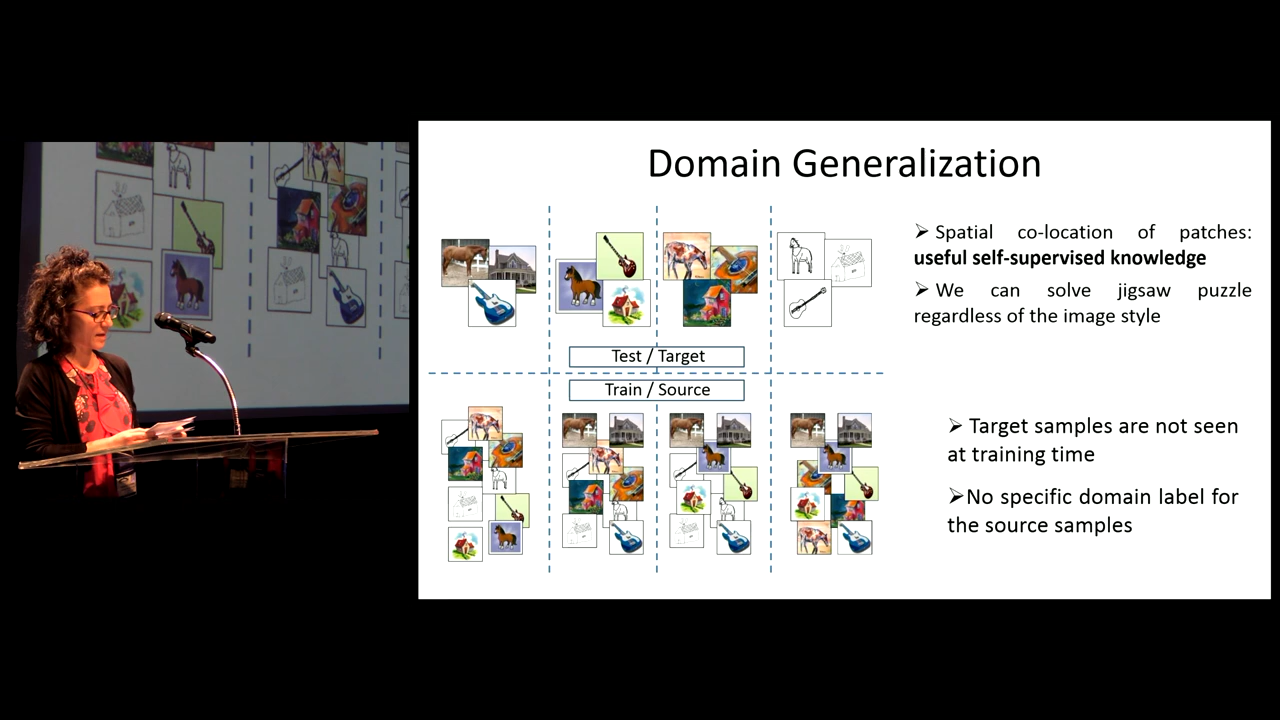 Domain Generalization
➢ Spatial co-location of patches:
useful self-supervised knowledge
➢ We can solve jigsaw puzzle
regardless of the image style
Test / Target
Train / Source
➢ Target samples are not seen
at training time
➢No specific domain label for
the source samples